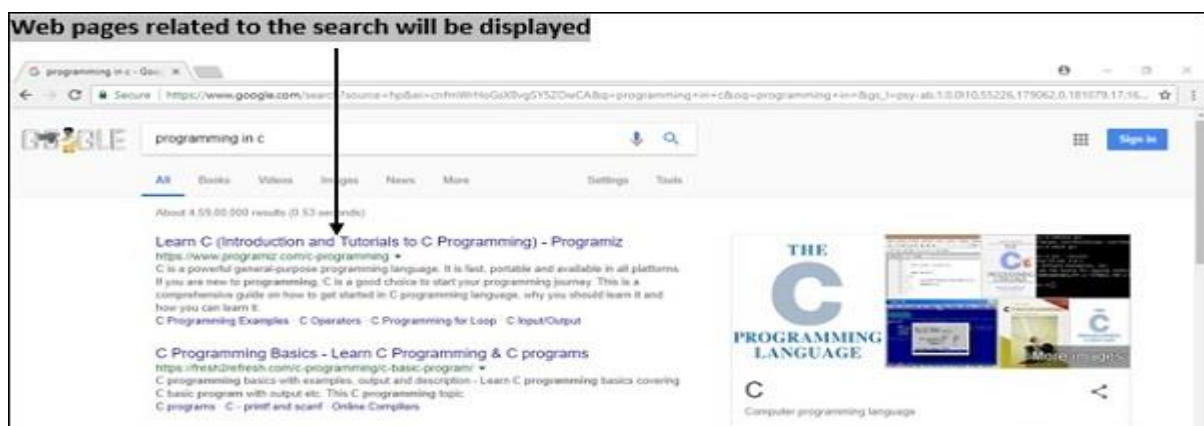 Web pages related to the search will be displayed
programming in c - Goo
Secure https://www.google.com/search?source=hp&ei=
programming in c
Sign in
All Books Videos Images News More Settings Tools
About 4,59,00,000 results (0.53 seconds)
Learn C (Introduction and Tutorials to C Programming) - Programiz
https://www.programiz.com/c-programming
C is a powerful general-purpose programming language. It is fast, portable and available in all platforms.
If you are new to programming, C is a good choice to start your programming journey. This is a
comprehensive guide on how to get started in C programming language, why you should learn it and
how you can learn it.
C Programming Examples · C Operators · C Programming for Loop · C Input/Output
C Programming Basics - Learn C Programming & C programs
https://fresh2refresh.com/c-programming/c-basic-program/
C programming basics with examples, output and description - Learn C programming basics covering
C basic program with output etc. This C programming topic
C programs · C - printf and scanf · Online Compilers
THE
C
PROGRAMMING
LANGUAGE
More images
C
Computer programming language